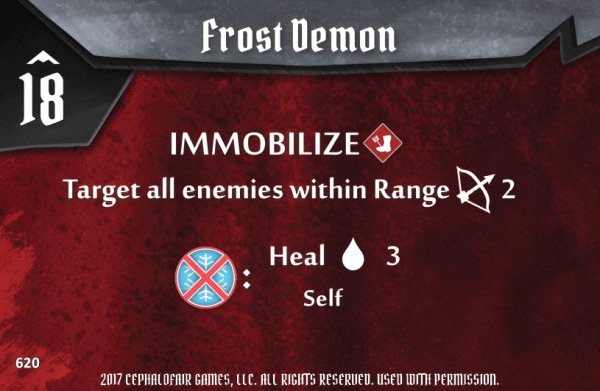 Frost Demon
18
IMMOBILIZE
Target all enemies within Range 2
: Heal 3
Self
620
2017 CEPHALOFAIR GAMES, LLC. ALL RIGHTS RESERVED. USED WITH PERMISSION.